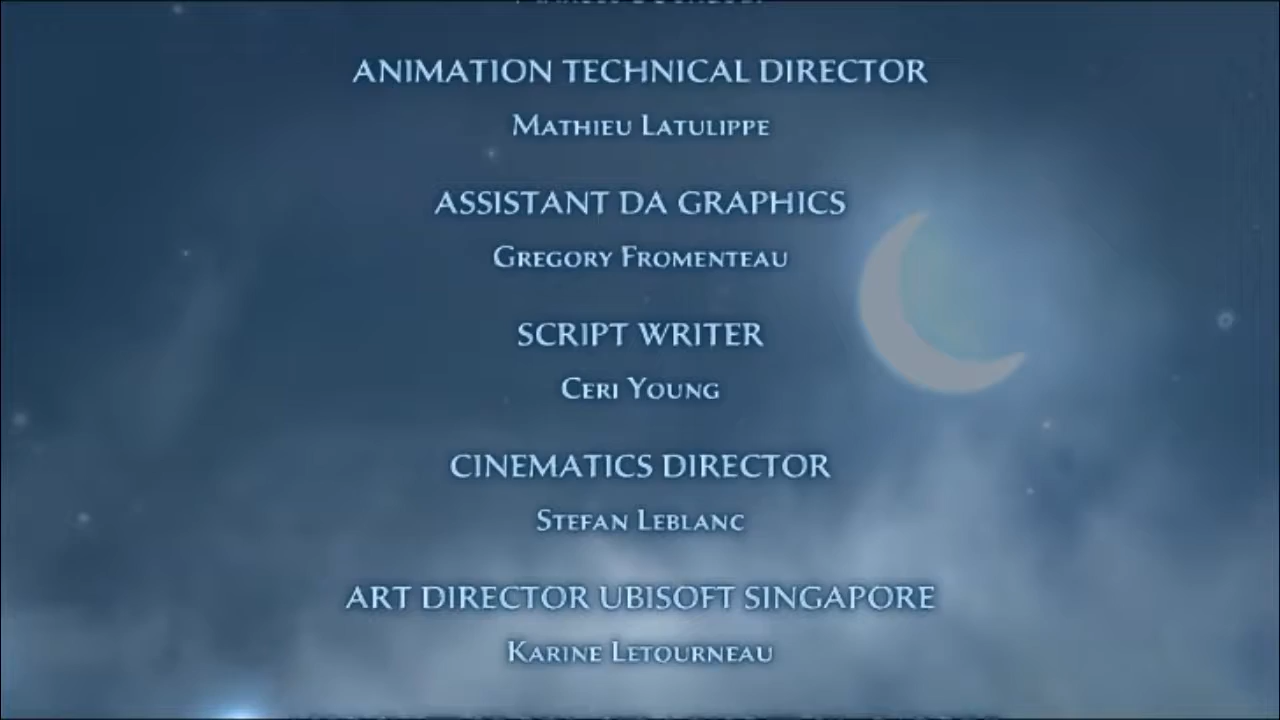 ANIMATION TECHNICAL DIRECTOR
MATHIEU LATULIPPE
ASSISTANT DA GRAPHICS
GREGORY FROMENTEAU
SCRIPT WRITER
CERI YOUNG
CINEMATICS DIRECTOR
STEFAN LEBLANC
ART DIRECTOR UBISOFT SINGAPORE
KARINE LETOURNEAU